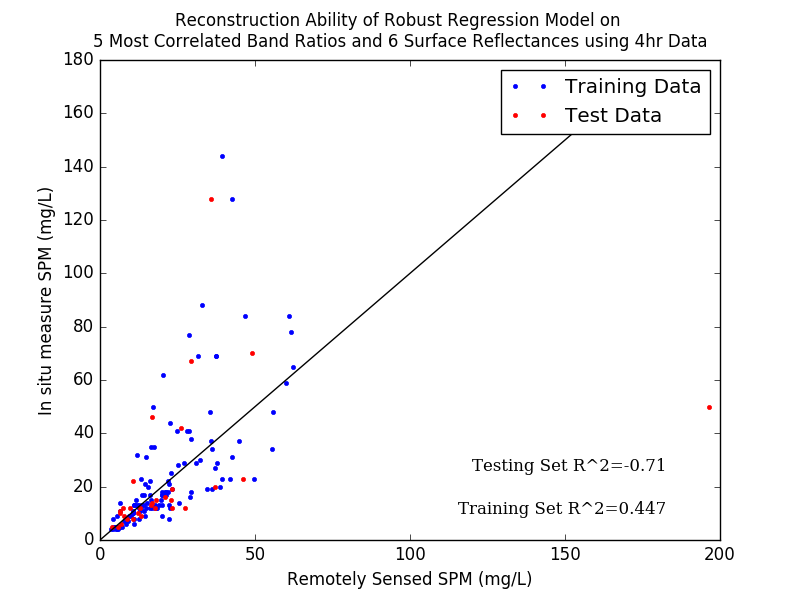 Reconstruction Ability of Robust Regression Model on
5 Most Correlated Band Ratios and 6 Surface Reflectances using 4hr Data
180
160
140
120
100
80
60
40
20
0
In situ measure SPM (mg/L)
Training Data
Test Data
Testing Set R^2=-0.71
Training Set R^2=0.447
0
50
100
150
200
Remotely Sensed SPM (mg/L)